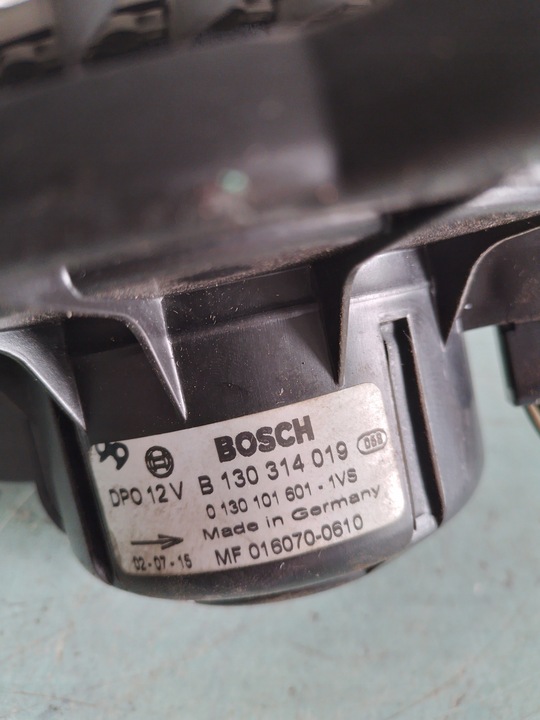 BOSCH
DPO 12 V B 130 314 019 088
0 130 101 601 - 1VS
Made in Germany
02-07-15 MF 016070-0610